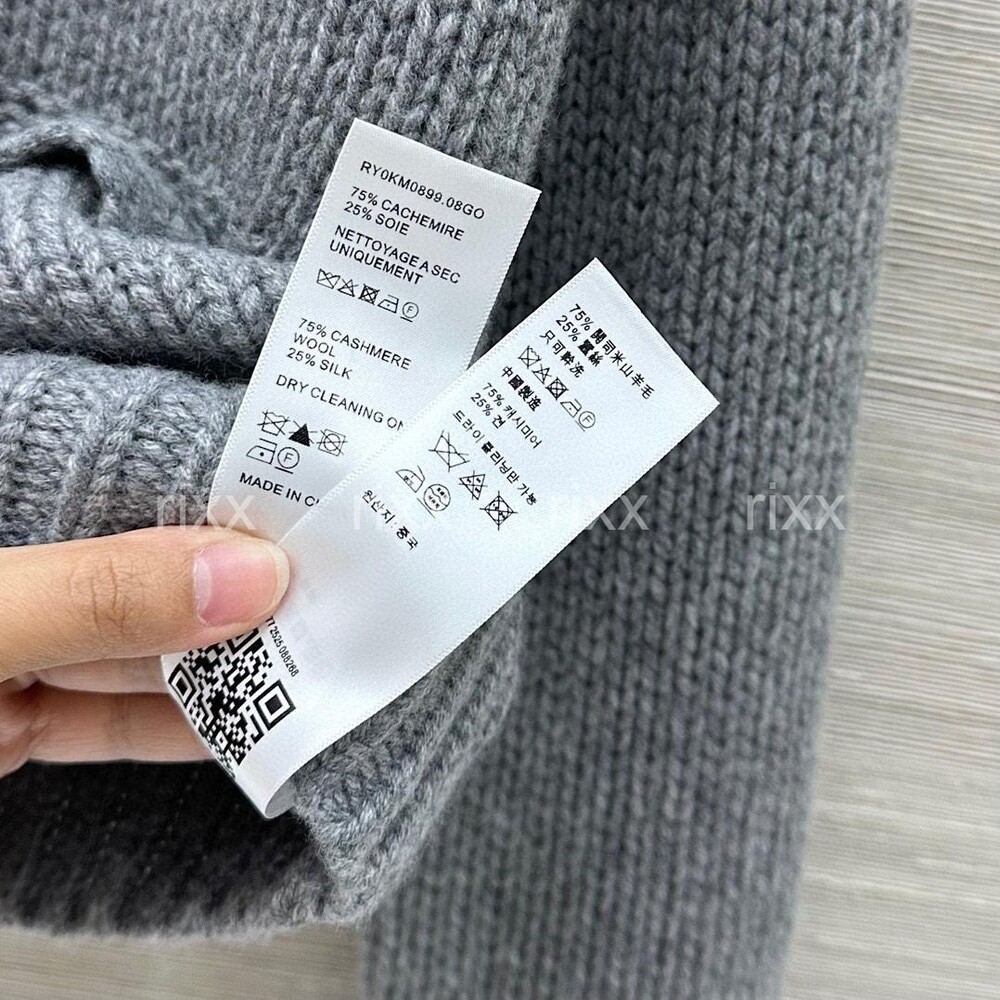 RY0KM0899.08GO
75% CACHEMIRE
25% SOIE
NETTOYAGE A SEC
UNIQUEMENT
F
75% CASHMERE
WOOL
25% SILK
DRY CLEANING
F
MADE IN
75% 開司米山羊毛
25% 蠶絲
只可幹洗
F
中國製造
75% 캐시미어
25% 견
드라이 클리닝만 가능
원산지 : 중국
rixx
rixx
rixx
rixx